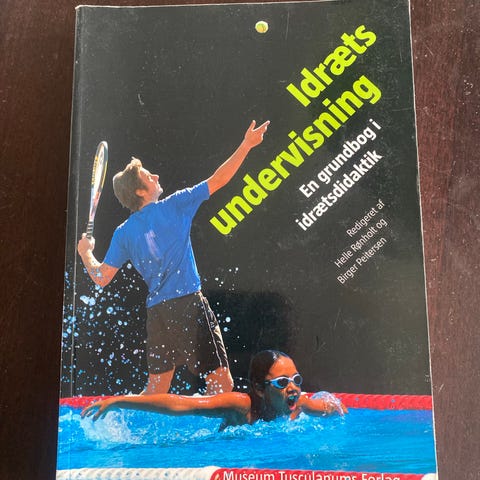 Idræts
undervisning
En grundbog i
idrætsdidaktik
Redigeret af
Helle Rønholt og
Birger Peitersen
Museum Tusculanums Forlag